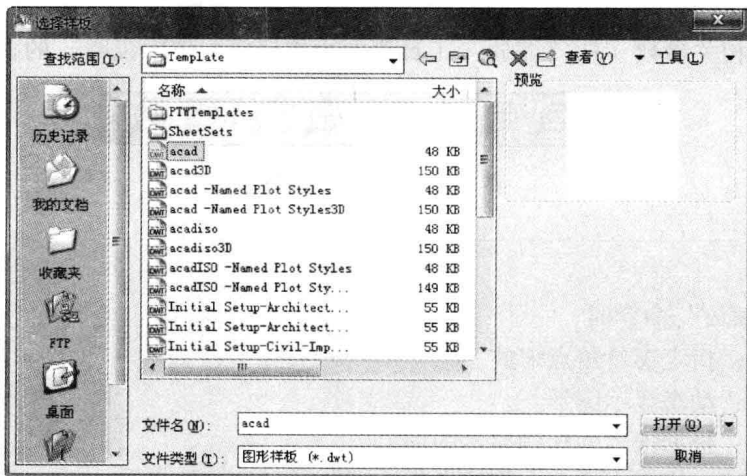 选择样板
查找范围(I):
Template
查看(V)
工具(L)
名称
大小
预览
PTWTemplates
SheetSets
acad 48 KB
acad3D 150 KB
acad -Named Plot Styles 48 KB
acad -Named Plot Styles3D 150 KB
acadiso 48 KB
acadiso3D 150 KB
acadISO -Named Plot Styles 48 KB
acadISO -Named Plot Sty... 149 KB
Initial Setup-Architect... 55 KB
Initial Setup-Architect... 55 KB
Initial Setup-Civil-Imp... 55 KB
历史记录
我的文档
收藏夹
FTP
桌面
文件名(N):
acad
打开(O)
文件类型(T):
图形样板 (*.dwt)
取消